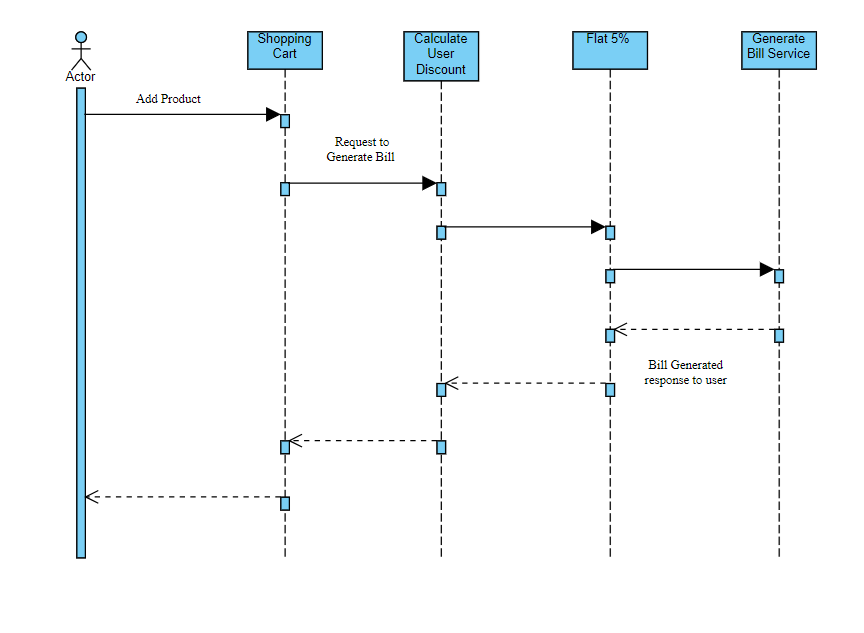 Actor
Shopping
Cart
Calculate
User
Discount
Flat 5%
Generate
Bill Service
Add Product
Request to
Generate Bill
Bill Generated
response to user